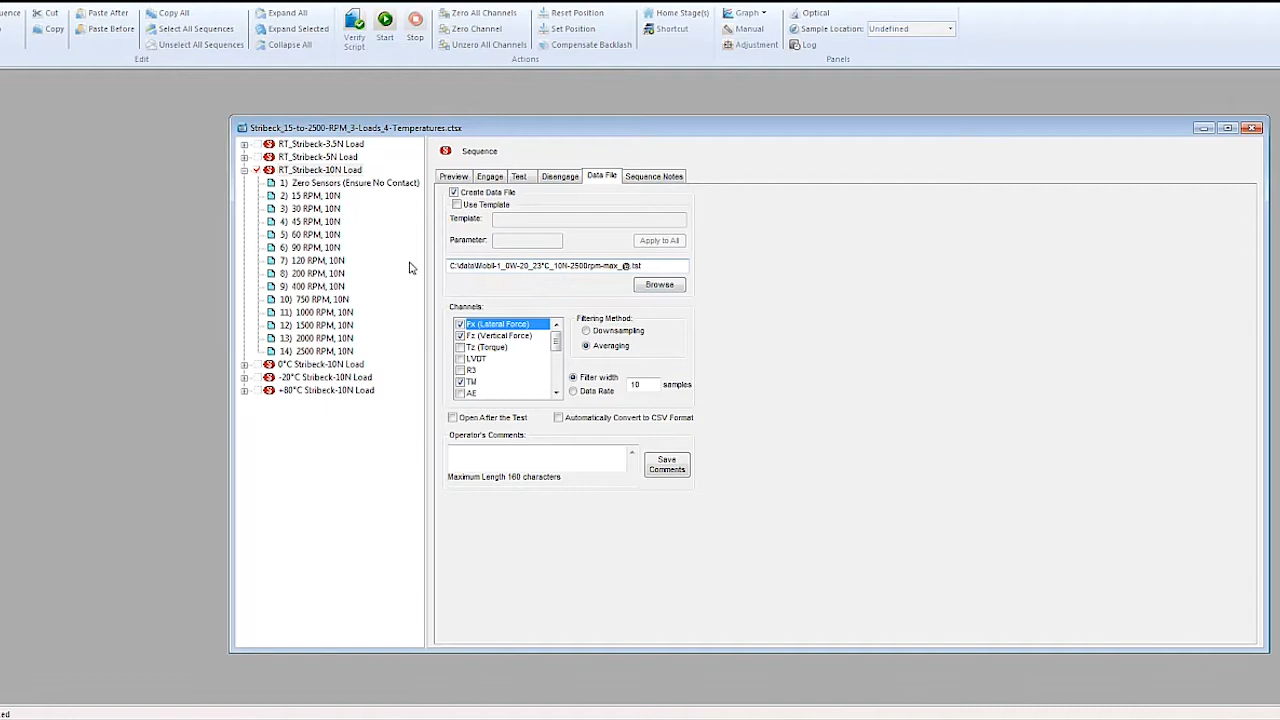 quence
Cut
Copy
Paste After
Paste Before
Copy All
Select All Sequences
Unselect All Sequences
Edit
Expand All
Expand Selected
Collapse All
Verify
Script
Start
Stop
Zero All Channels
Zero Channel
Unzero All Channels
Actions
Reset Position
Set Position
Compensate Backlash
Home Stage(s)
Shortcut
Graph
Manual
Adjustment
Optical
Sample Location: Undefined
Log
Panels
Stribeck_15-to-2500-RPM_3-Loads_4-Temperatures.ctsx
RT_Stribeck-3.5N Load
RT_Stribeck-5N Load
RT_Stribeck-10N Load
1) Zero Sensors (Ensure No Contact)
2) 15 RPM, 10N
3) 30 RPM, 10N
4) 45 RPM, 10N
5) 60 RPM, 10N
6) 90 RPM, 10N
7) 120 RPM, 10N
8) 200 RPM, 10N
9) 400 RPM, 10N
10) 750 RPM, 10N
11) 1000 RPM, 10N
12) 1500 RPM, 10N
13) 2000 RPM, 10N
14) 2500 RPM, 10N
0°C Stribeck-10N Load
-20°C Stribeck-10N Load
+80°C Stribeck-10N Load
S Sequence
Preview Engage Test Disengage Data File Sequence Notes
Create Data File
Use Template
Template:
Parameter: Apply to All
C:\data\Mobil-1_0W-20_23°C_10N-2500rpm-max_@.tst
Browse
Channels:
Fx (Lateral Force)
Fz (Vertical Force)
Tz (Torque)
LVDT
R3
TM
AE
Filtering Method:
Downsampling
Averaging
Filter width 10 samples
Data Rate
Open After the Test Automatically Convert to CSV Format
Operator's Comments:
Save
Comments
Maximum Length 160 characters
ed